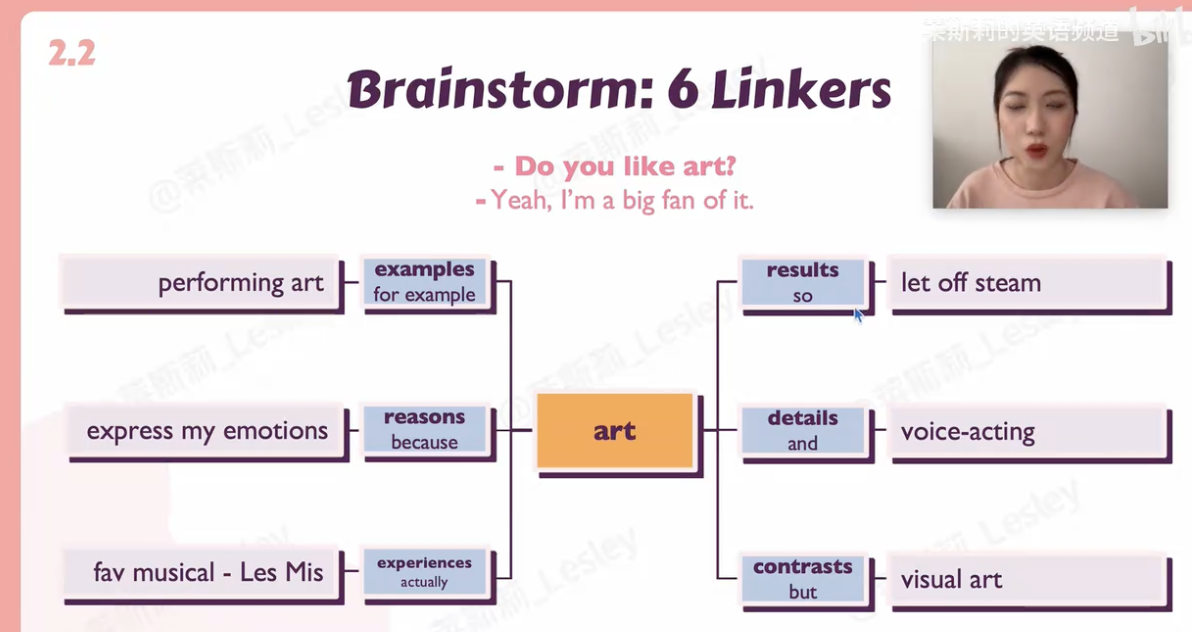 莱斯利的英语频道
2.2
Brainstorm: 6 Linkers
- Do you like art?
- Yeah, I'm a big fan of it.
performing art
examples
for example
results
so
let off steam
express my emotions
reasons
because
art
details
and
voice-acting
fav musical - Les Mis
experiences
actually
contrasts
but
visual art
@莱斯莉_Lesley